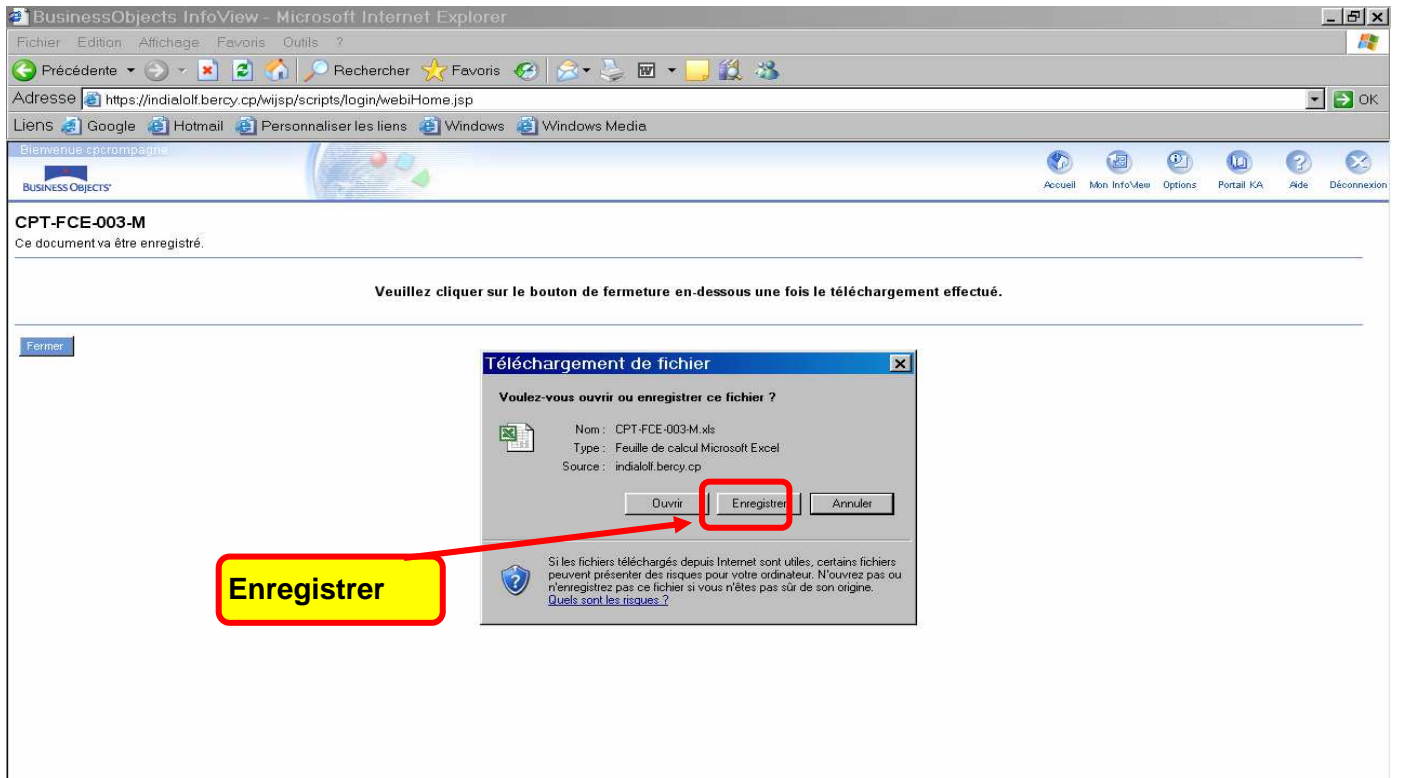 BusinessObjects InfoView - Microsoft Internet Explorer
Fichier Edition Affichage Favoris Outils ?
Précédente Rechercher Favoris
Adresse https://indialolf.bercy.cp/wijsp/scripts/login/webiHome.jsp OK
Liens Google Hotmail Personnaliser les liens Windows Windows Media
Bienvenue cpcrompagne
BUSINESS OBJECTS
Accueil Mon InfoView Options Portail KA Aide Déconnexion
CPT-FCE-003-M
Ce document va être enregistré.
Veuillez cliquer sur le bouton de fermeture en-dessous une fois le téléchargement effectué.
Fermer
Téléchargement de fichier
Voulez-vous ouvrir ou enregistrer ce fichier ?
Nom : CPT-FCE-003-M.xls
Type : Feuille de calcul Microsoft Excel
Source : indialolf.bercy.cp
Ouvrir Enregistrer Annuler
Si les fichiers téléchargés depuis Internet sont utiles, certains fichiers
peuvent présenter des risques pour votre ordinateur. N'ouvrez pas ou
n'enregistrez pas ce fichier si vous n'êtes pas sûr de son origine.
Quels sont les risques ?
Enregistrer